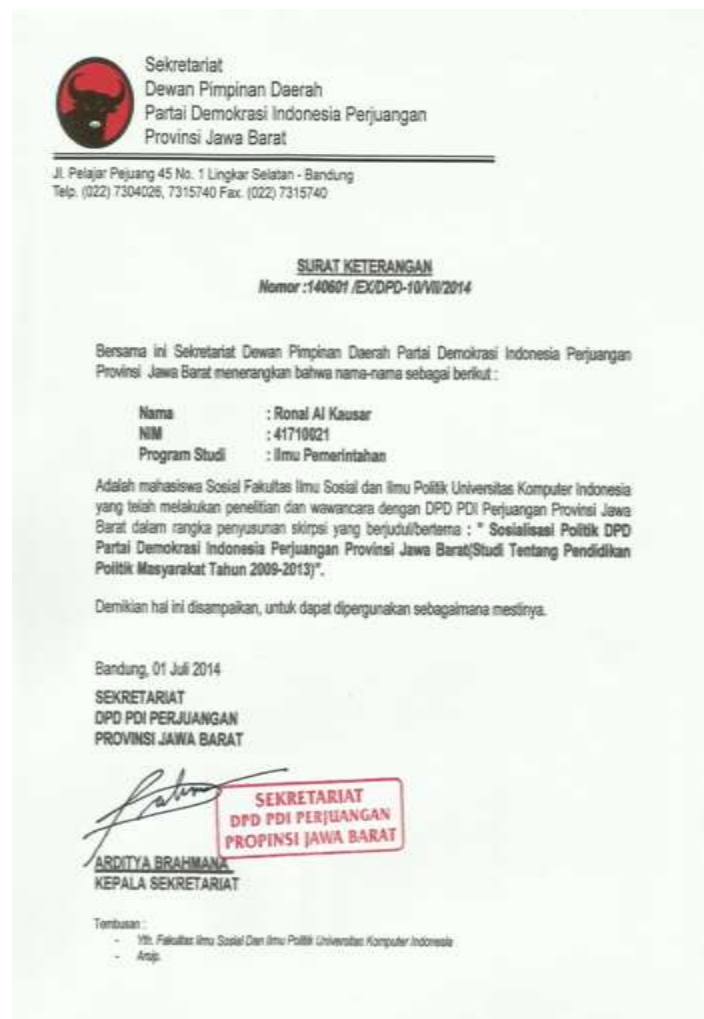 Sekretariat
Dewan Pimpinan Daerah
Partai Demokrasi Indonesia Perjuangan
Provinsi Jawa Barat
Jl. Pelajar Pejuang 45 No. 1 Lingkar Selatan - Bandung
Telp. (022) 7304026, 7315740 Fax. (022) 7315740
SURAT KETERANGAN
Nomor :140601 /EX/DPD-10/VII/2014
Bersama ini Sekretariat Dewan Pimpinan Daerah Partai Demokrasi Indonesia Perjuangan
Provinsi Jawa Barat menerangkan bahwa nama-nama sebagai berikut :
Nama : Ronal Al Kausar
NIM : 41710021
Program Studi : Ilmu Pemerintahan
Adalah mahasiswa Sosial Fakultas Ilmu Sosial dan Ilmu Politik Universitas Komputer Indonesia
yang telah melakukan penelitian dan wawancara dengan DPD PDI Perjuangan Provinsi Jawa
Barat dalam rangka penyusunan skirpsi yang berjudul/bertema : " Sosialisasi Politik DPD
Partai Demokrasi Indonesia Perjuangan Provinsi Jawa Barat(Studi Tentang Pendidikan
Politik Masyarakat Tahun 2009-2013)".
Demikian hal ini disampaikan, untuk dapat dipergunakan sebagaimana mestinya.
Bandung, 01 Juli 2014
SEKRETARIAT
DPD PDI PERJUANGAN
PROVINSI JAWA BARAT
SEKRETARIAT
DPD PDI PERJUANGAN
PROPINSI JAWA BARAT
ARDITYA BRAHMANA
KEPALA SEKRETARIAT
Tembusan :
- Yth. Fakultas Ilmu Sosial Dan Ilmu Politik Universitas Komputer Indonesia
- Arsip.